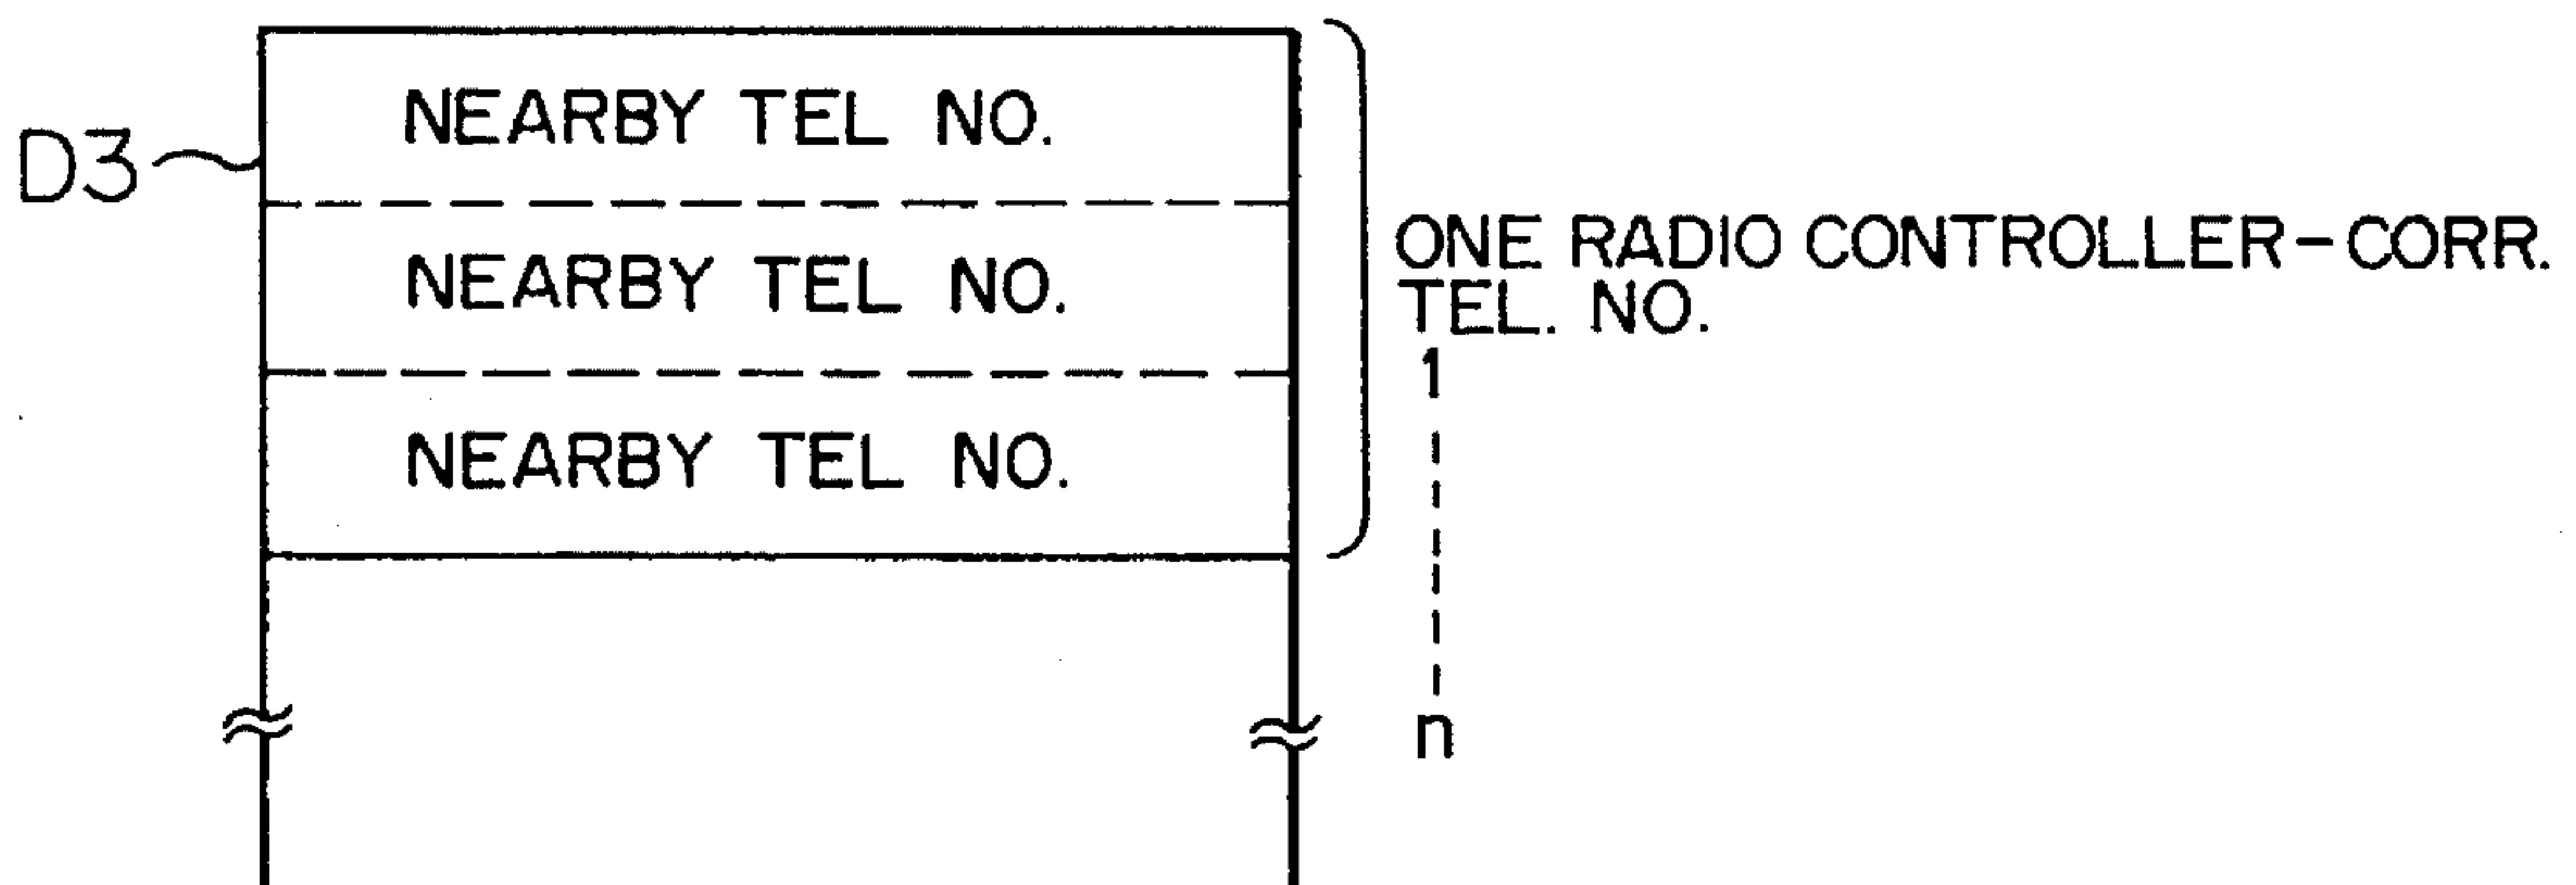 D3
NEARBY TEL NO.
NEARBY TEL NO.
NEARBY TEL NO.
ONE RADIO CONTROLLER-CORR.
TEL. NO.
1
n